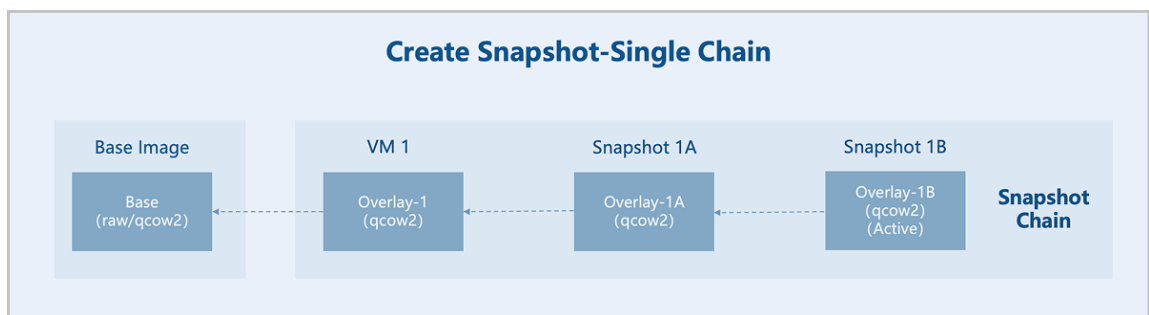 Create Snapshot-Single Chain
Base Image
VM 1
Snapshot 1A
Snapshot 1B
Base
(raw/qcow2)
Overlay-1
(qcow2)
Overlay-1A
(qcow2)
Overlay-1B
(qcow2)
(Active)
Snapshot
Chain